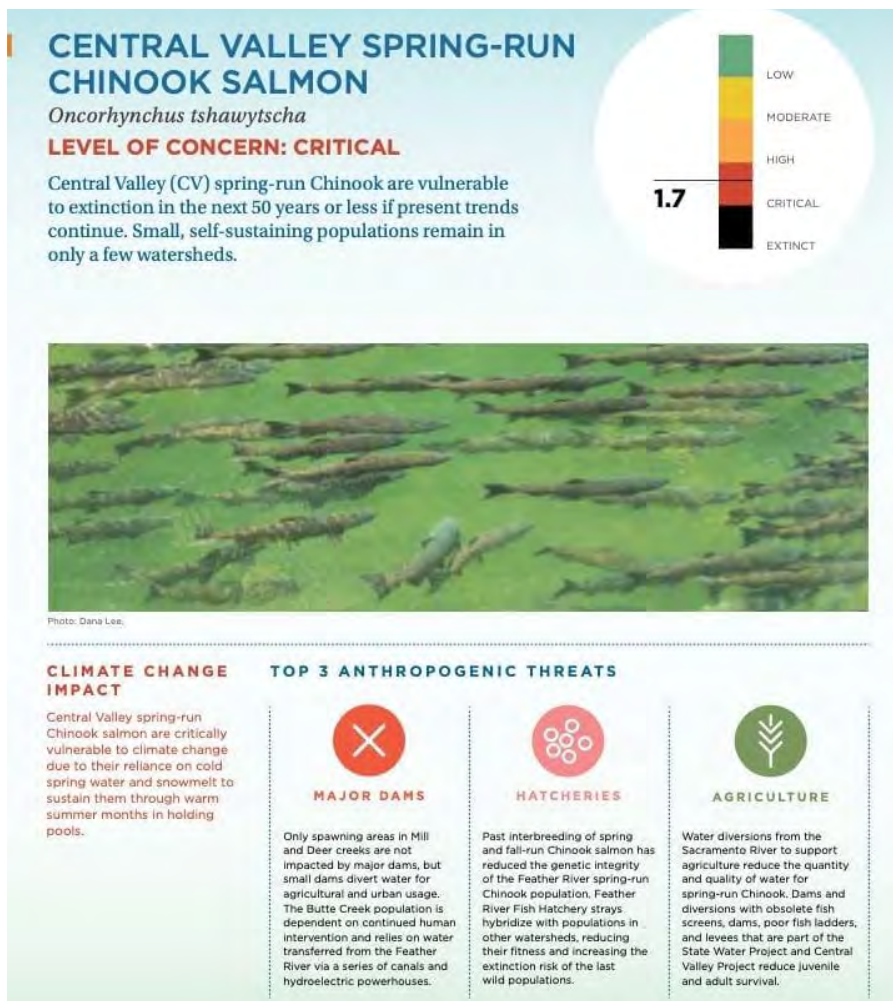 CENTRAL VALLEY SPRING-RUN
CHINOOK SALMON
Oncorhynchus tshawytscha
LEVEL OF CONCERN: CRITICAL
Central Valley (CV) spring-run Chinook are vulnerable
to extinction in the next 50 years or less if present trends
continue. Small, self-sustaining populations remain in
only a few watersheds.
LOW
MODERATE
HIGH
1.7
CRITICAL
EXTINCT
Photo: Dana Lee.
CLIMATE CHANGE
IMPACT
Central Valley spring-run
Chinook salmon are critically
vulnerable to climate change
due to their reliance on cold
spring water and snowmelt to
sustain them through warm
summer months in holding
pools.
TOP 3 ANTHROPOGENIC THREATS
MAJOR DAMS
Only spawning areas in Mill
and Deer creeks are not
impacted by major dams, but
small dams divert water for
agricultural and urban usage.
The Butte Creek population is
dependent on continued human
intervention and relies on water
transferred from the Feather
River via a series of canals and
hydroelectric powerhouses.
HATCHERIES
Past interbreeding of spring
and fall-run Chinook salmon has
reduced the genetic integrity
of the Feather River spring-run
Chinook population. Feather
River Fish Hatchery strays
hybridize with populations in
other watersheds, reducing
their fitness and increasing the
extinction risk of the last
wild populations.
AGRICULTURE
Water diversions from the
Sacramento River to support
agriculture reduce the quantity
and quality of water for
spring-run Chinook. Dams and
diversions with obsolete fish
screens, dams, poor fish ladders,
and levees that are part of the
State Water Project and Central
Valley Project reduce juvenile
and adult survival.